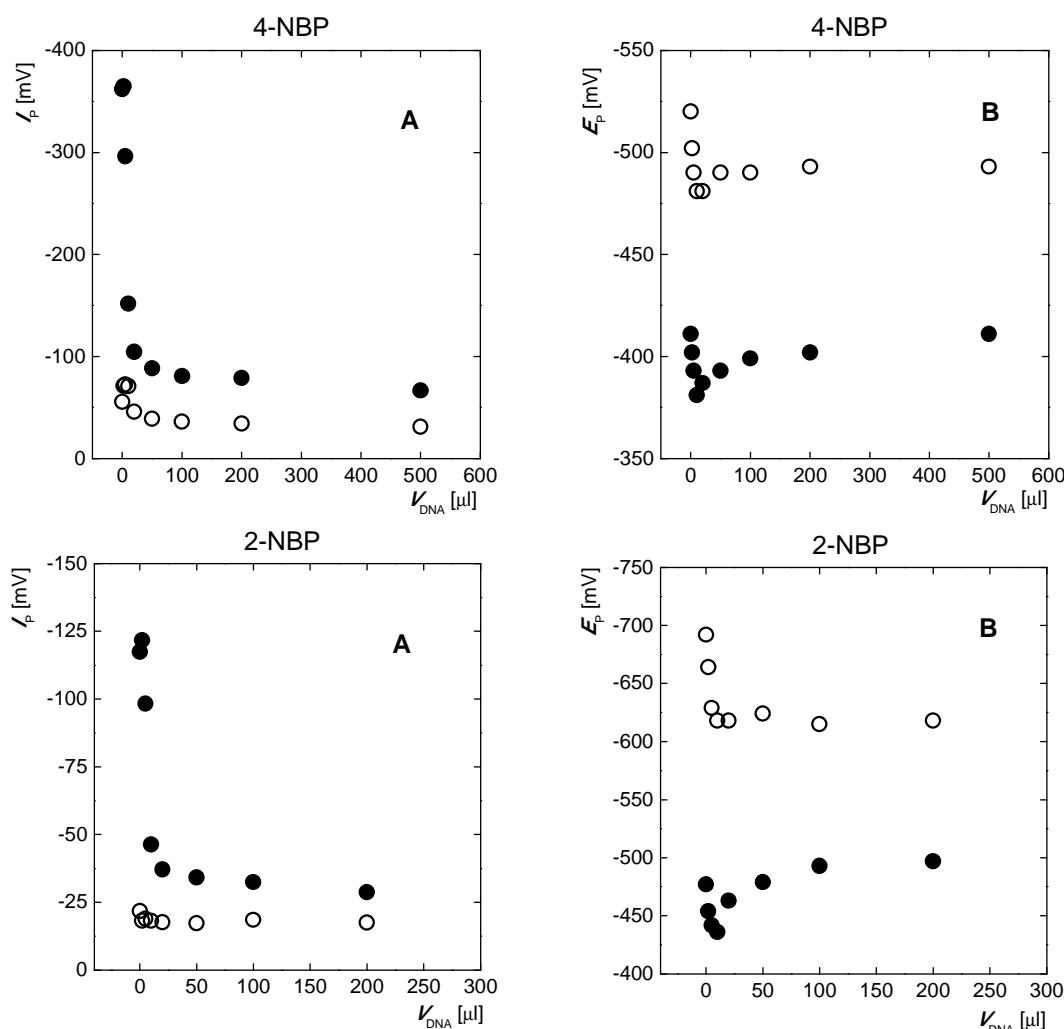 4-NBP
-400
-300
-200
-100
0
I_P [mV]
A
0 100 200 300 400 500 600
V_DNA [µl]
4-NBP
-550
-500
-450
-400
-350
E_P [mV]
B
0 100 200 300 400 500 600
V_DNA [µl]
2-NBP
-150
-125
-100
-75
-50
-25
0
I_P [mV]
A
0 50 100 150 200 250 300
V_DNA [µl]
2-NBP
-750
-700
-650
-600
-550
-500
-450
-400
E_P [mV]
B
0 50 100 150 200 250 300
V_DNA [µl]